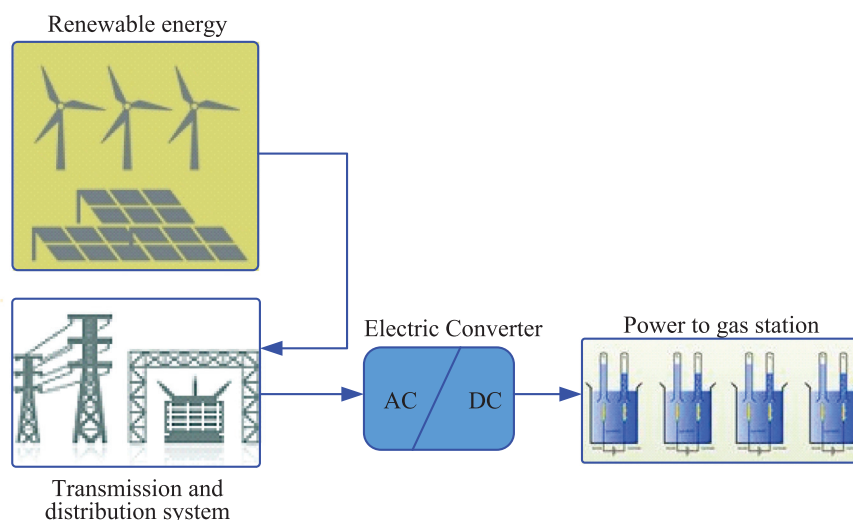 Renewable energy
Electric Converter
Power to gas station
AC
DC
Transmission and
distribution system